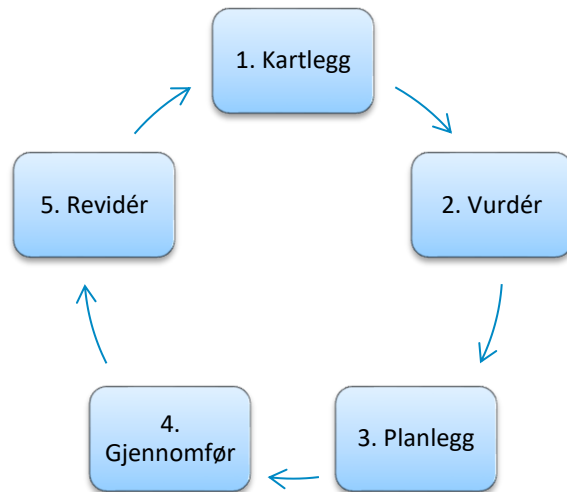 1. Kartlegg
2. Vurdér
3. Planlegg
4.
Gjennomfør
5. Revidér